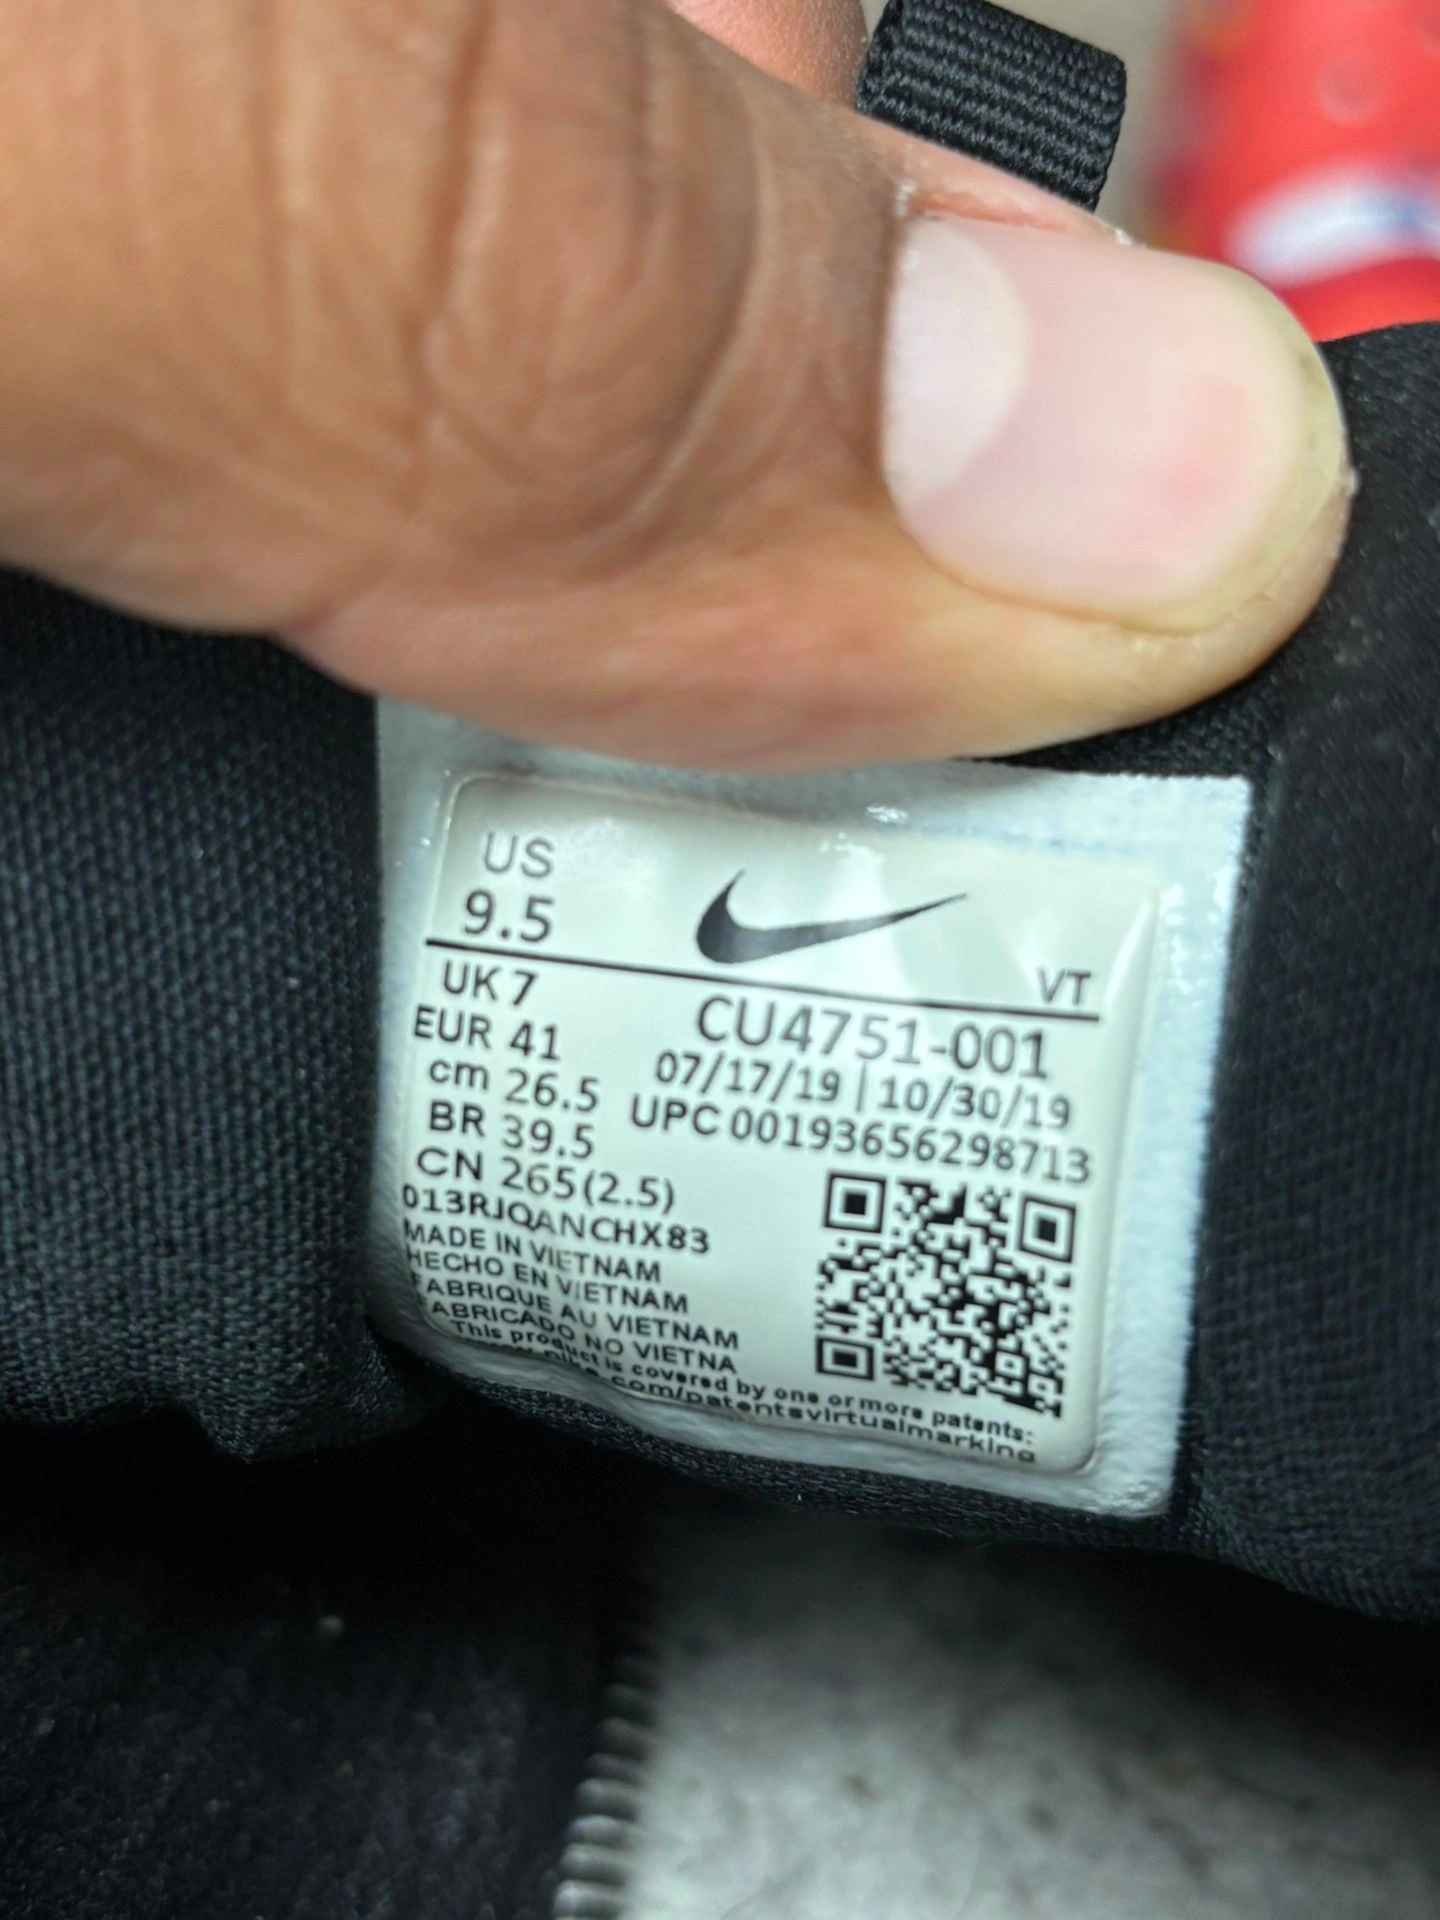 US
9.5
VT
UK 7
CU4751-001
EUR 41
07/17/19 | 10/30/19
cm 26.5
UPC 00193656298713
BR 39.5
CN 265(2.5)
013RJQANCHX83
MADE IN VIETNAM
HECHO EN VIETNAM
FABRIQUE AU VIETNAM
FABRICADO NO VIETNA
This product is covered by one or more patents:
.com/patentsvirtualmarking